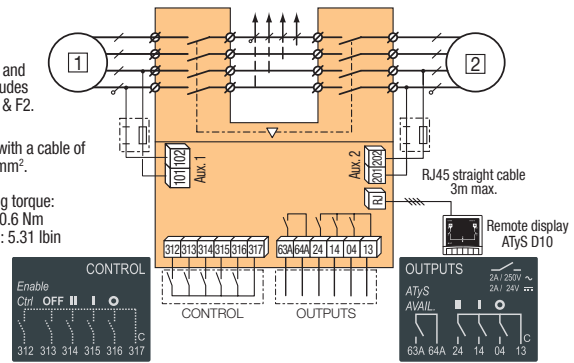 1
2
and
udes
& F2.
with a cable of
mm².
g torque:
0.6 Nm
: 5.31 lbin
Aux. 1
101 102
Aux. 2
201 202
RJ
RJ45 straight cable
3m max.
Remote display
ATyS D10
312 313 314 315 316 317
63A 64A 24 14 04 13
CONTROL
OUTPUTS
CONTROL
Enable
Ctrl OFF II I O
C
312 313 314 315 316 317
OUTPUTS
2A / 250V ~
2A / 24V ⎓
ATyS
AVAIL. II I O
C
63A 64A 24 14 04 13